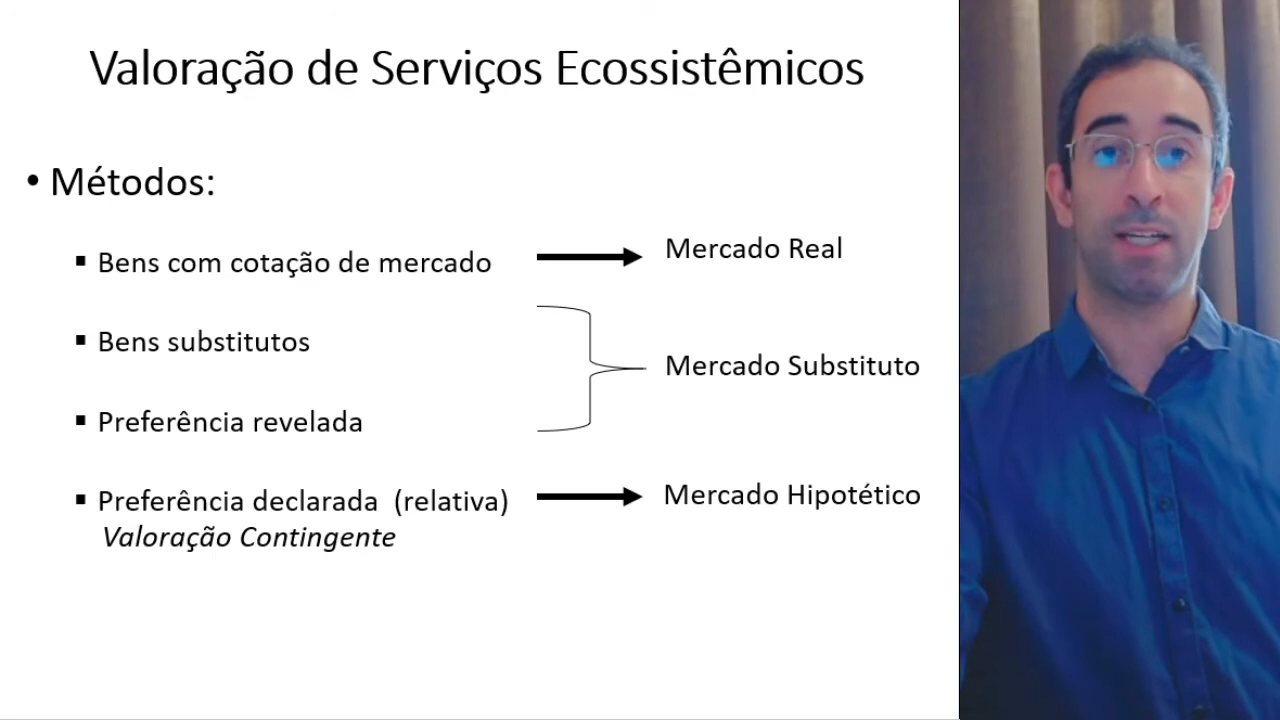 Valoração de Serviços Ecossistêmicos
• Métodos:
▪ Bens com cotação de mercado
Mercado Real
▪ Bens substitutos
Mercado Substituto
▪ Preferência revelada
▪ Preferência declarada (relativa)
Mercado Hipotético
Valoração Contingente